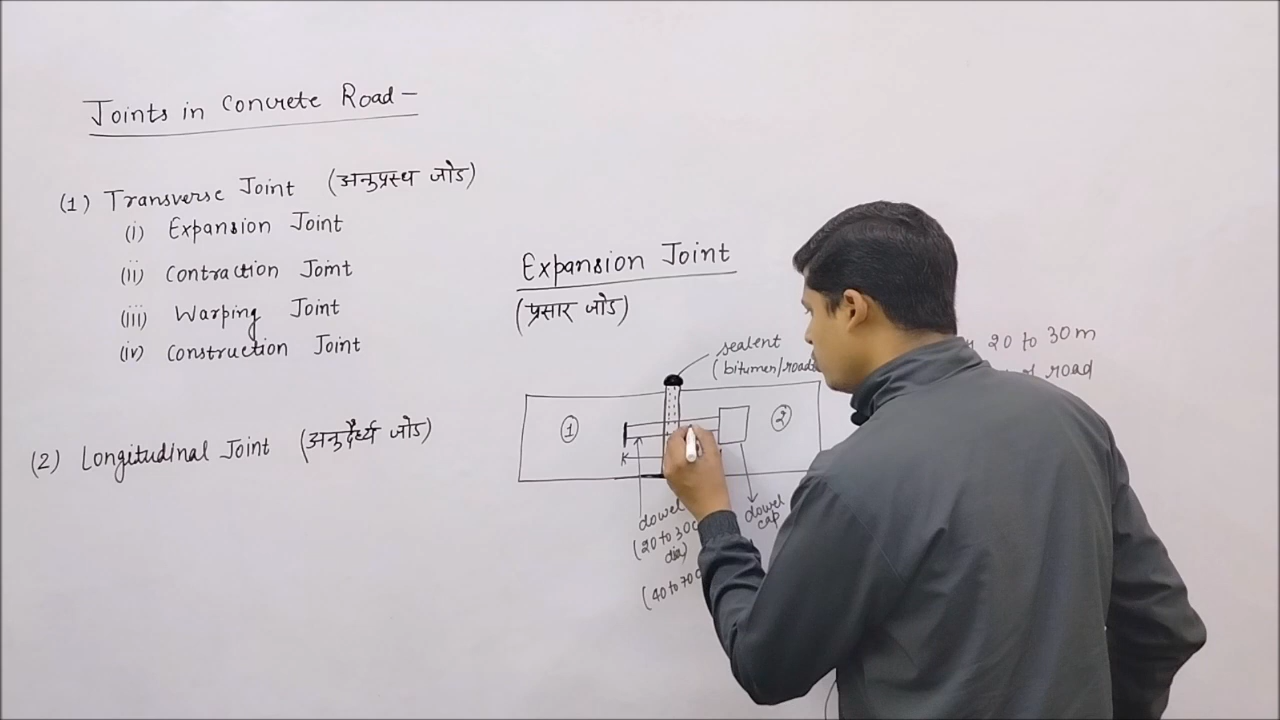 Joints in Concrete Road –
(1) Transverse Joint (अनुप्रस्थ जोड)
(i) Expansion Joint
(ii) Contraction Joint
(iii) Warping Joint
(iv) Construction Joint
(2) Longitudinal Joint (अनुदैर्ध्य जोड)
Expansion Joint
(प्रसार जोड)
sealent
(bitumen/road
1
2
dowel
(20 to 30
dia)
(40 to 70
dowel
cap
20 to 30 m
road